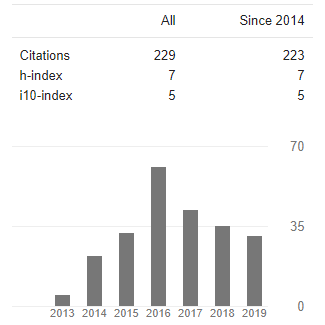 All Since 2014
Citations 229 223
h-index 7 7
i10-index 5 5
70
35
0
2013 2014 2015 2016 2017 2018 2019